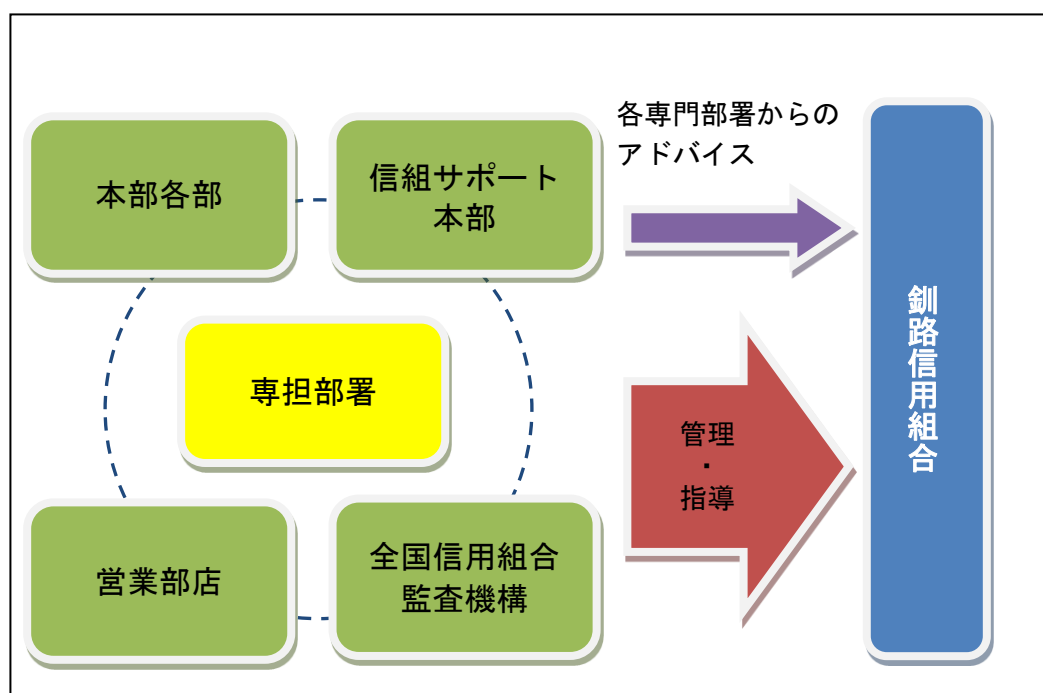 各専門部署からの
アドバイス
本部各部
信組サポート
本部
専担部署
営業部店
全国信用組合
監査機構
管理
・
指導
釧路信用組合